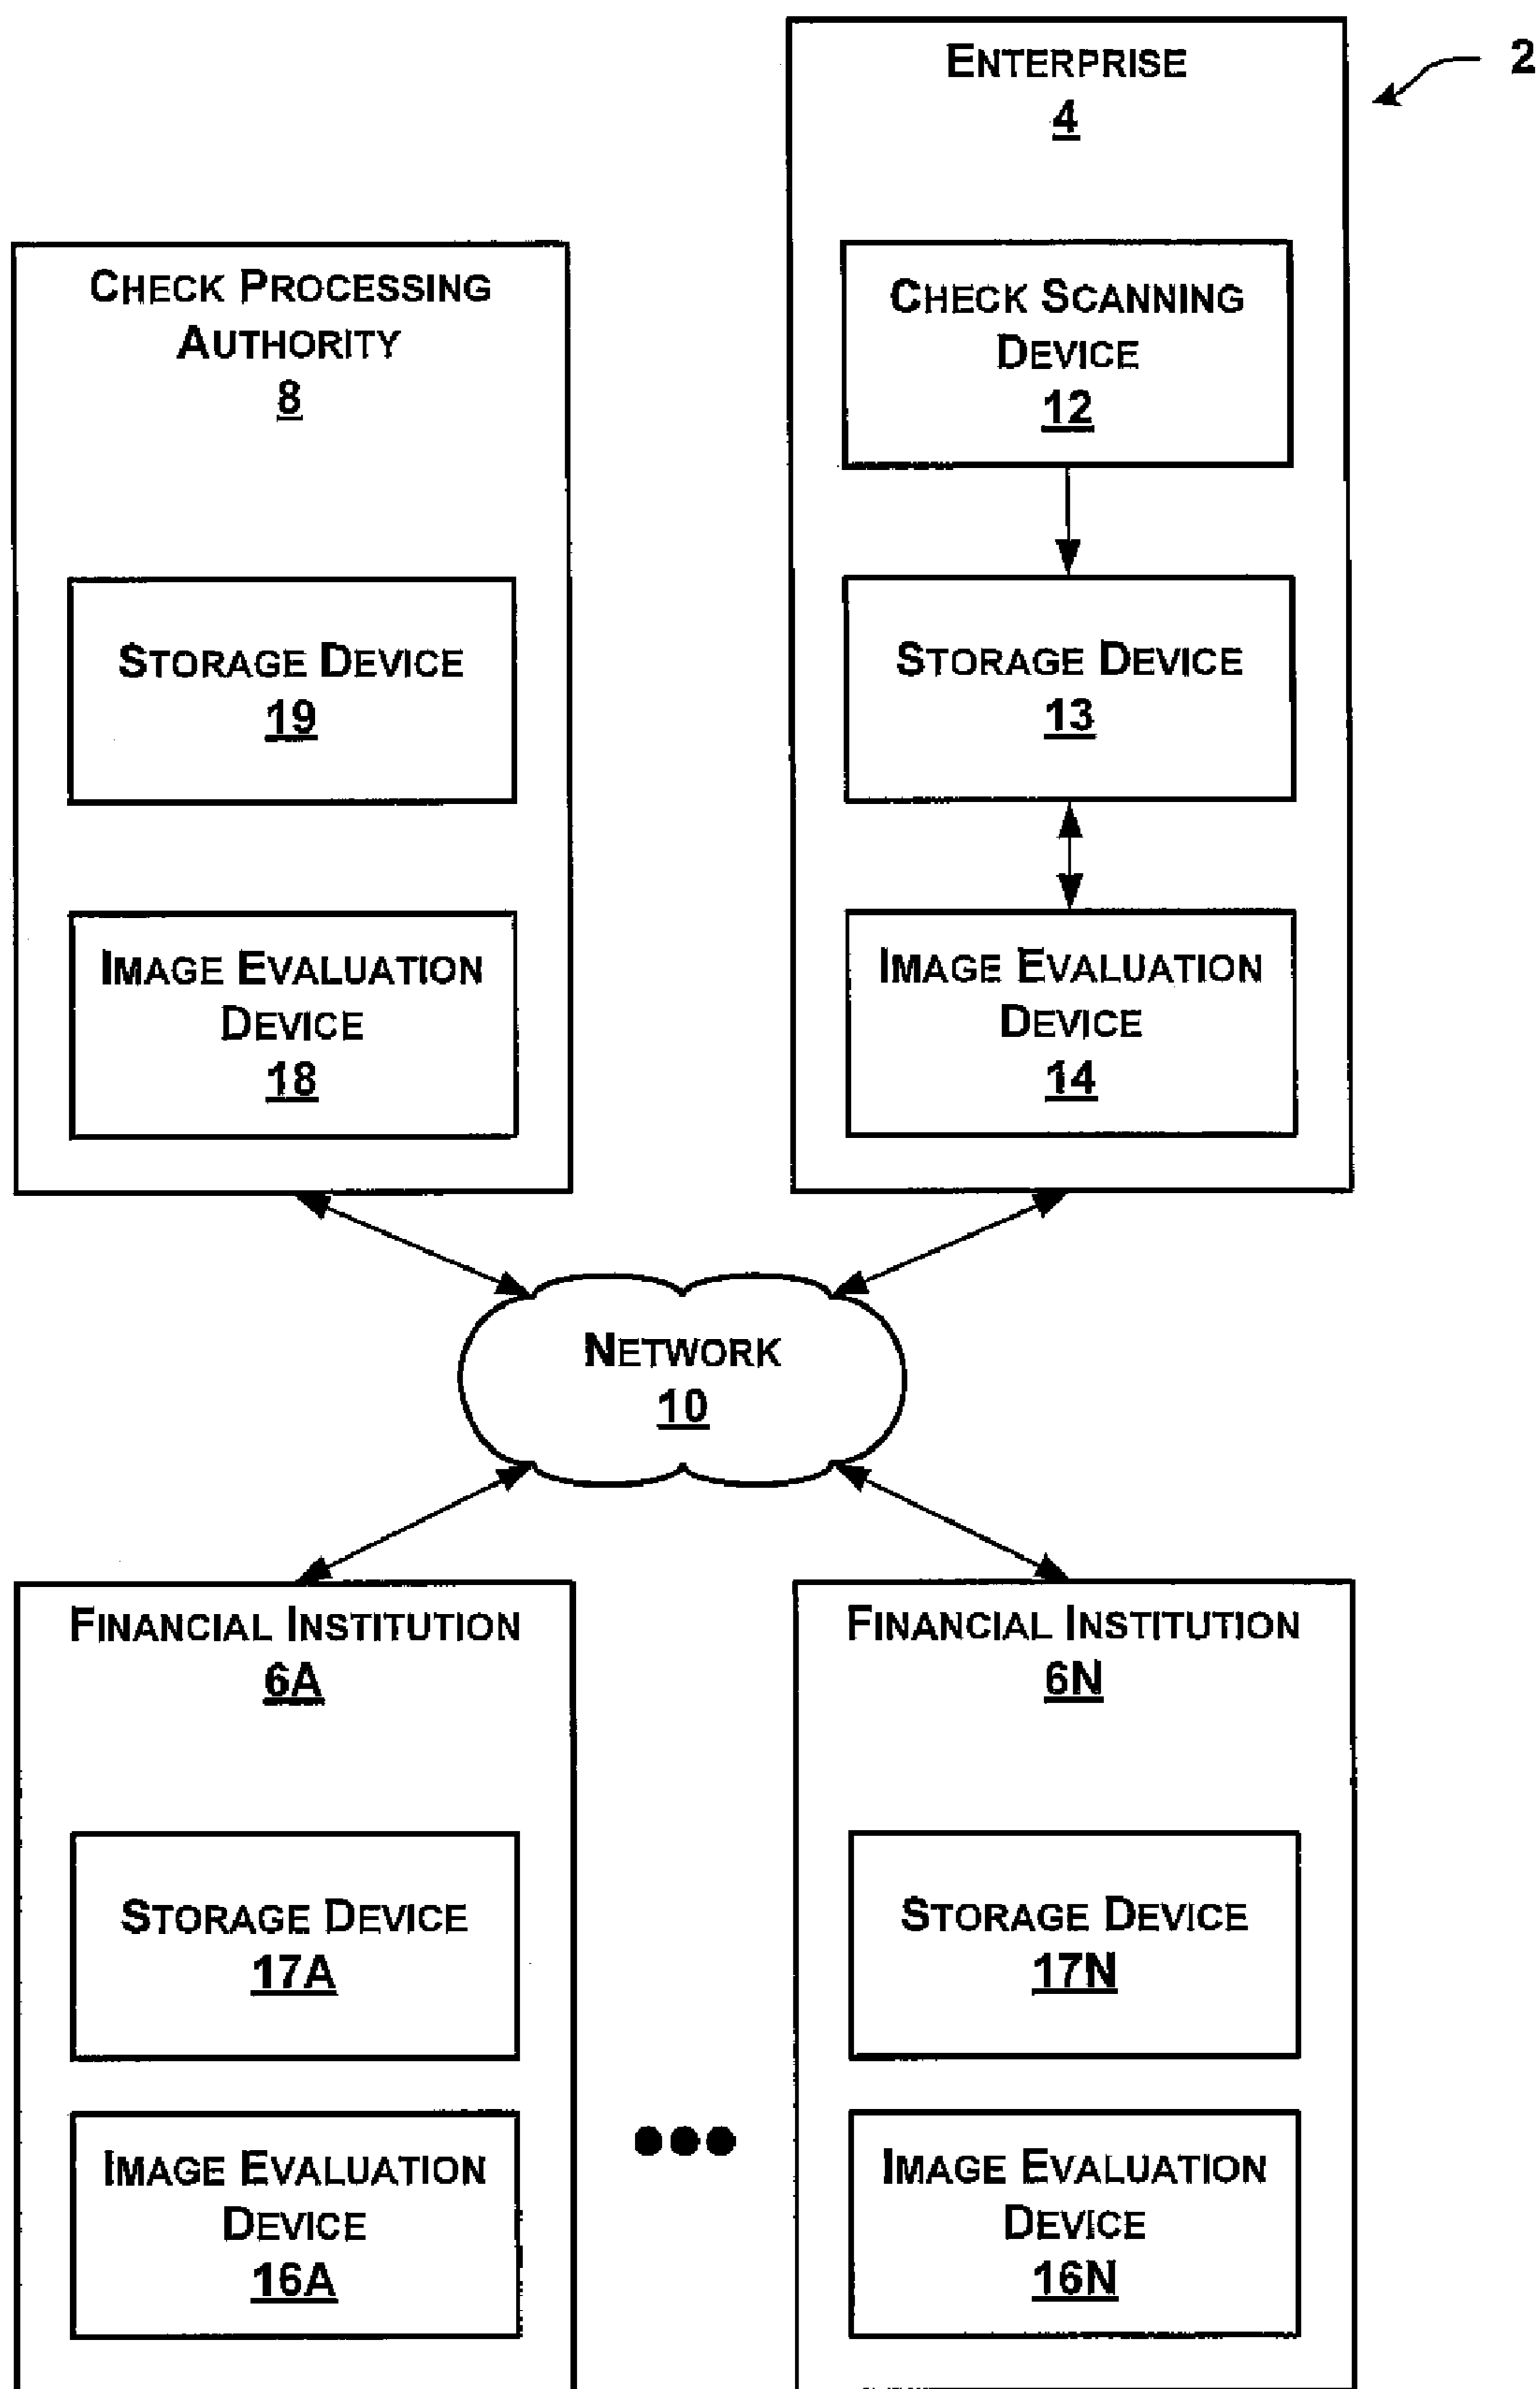 ENTERPRISE
4
2
CHECK PROCESSING
AUTHORITY
8
CHECK SCANNING
DEVICE
12
STORAGE DEVICE
19
STORAGE DEVICE
13
IMAGE EVALUATION
DEVICE
18
IMAGE EVALUATION
DEVICE
14
NETWORK
10
FINANCIAL INSTITUTION
6A
FINANCIAL INSTITUTION
6N
STORAGE DEVICE
17A
STORAGE DEVICE
17N
IMAGE EVALUATION
DEVICE
16A
IMAGE EVALUATION
DEVICE
16N